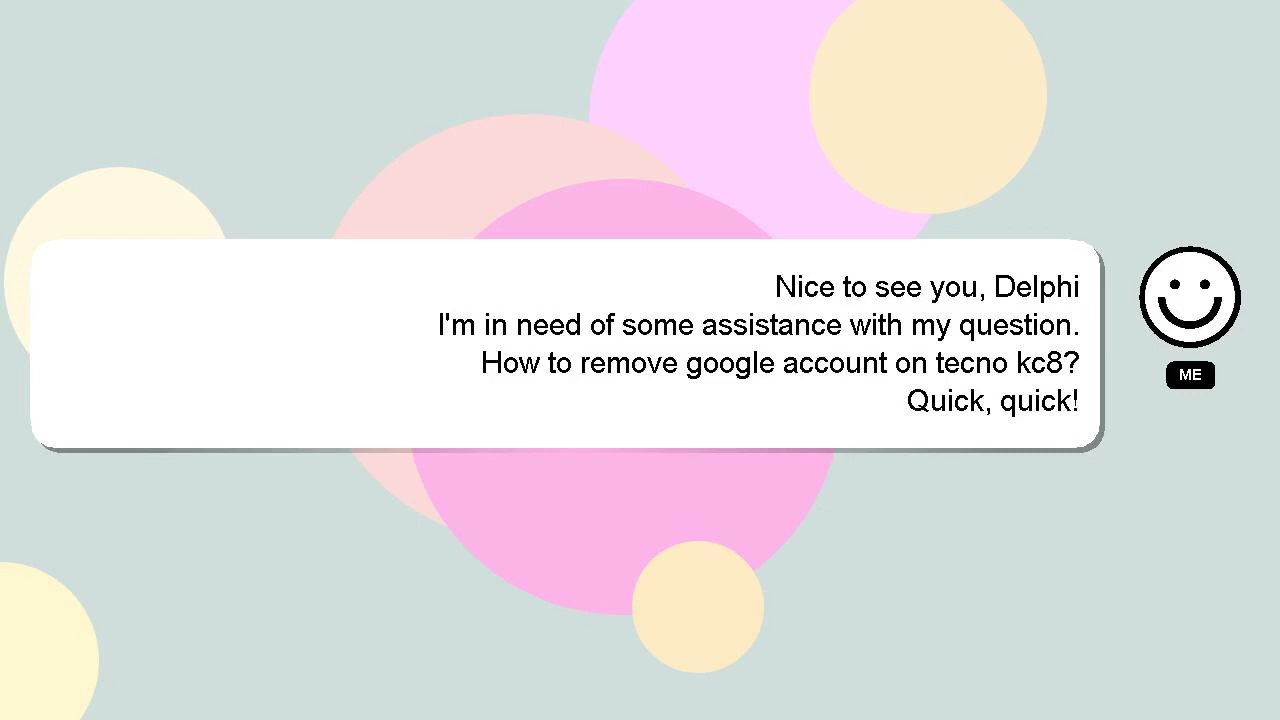 Nice to see you, Delphi
I'm in need of some assistance with my question.
How to remove google account on tecno kc8?
Quick, quick!
ME